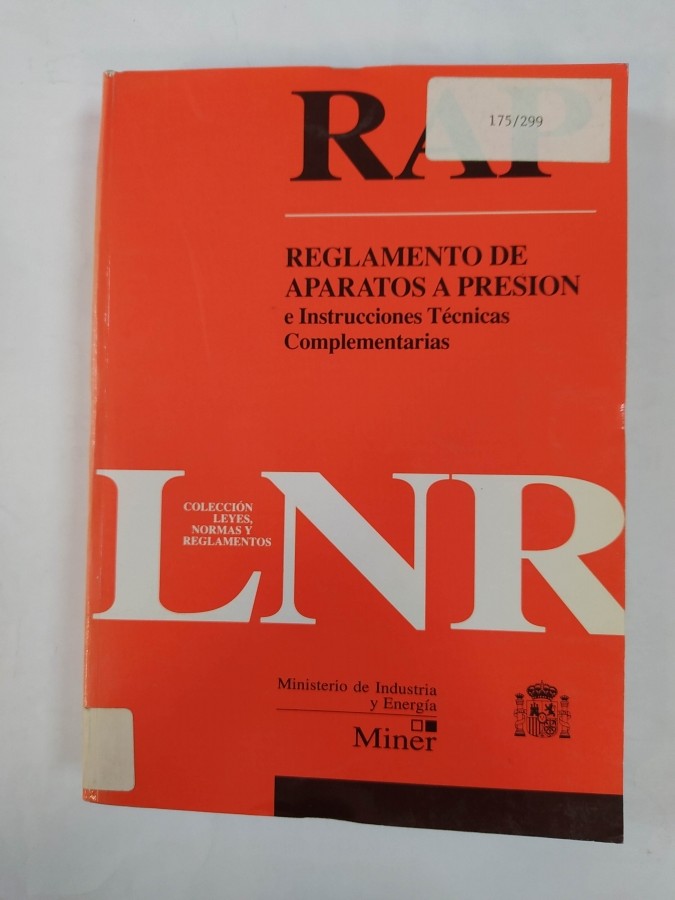 RAP
175/299
REGLAMENTO DE
APARATOS A PRESION
e Instrucciones Técnicas
Complementarias
LNR
COLECCIÓN
LEYES,
NORMAS Y
REGLAMENTOS
Ministerio de Industria
y Energía
Miner